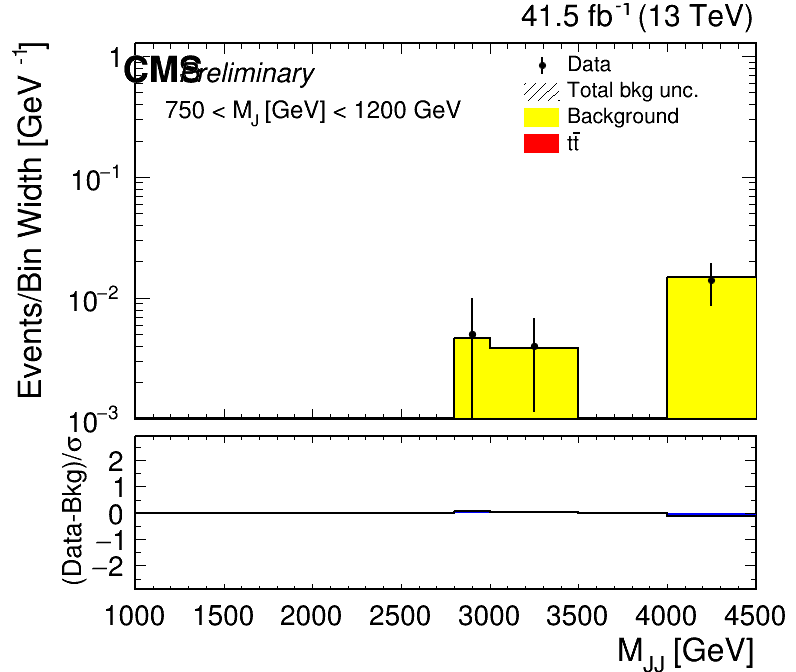 41.5 fb⁻¹ (13 TeV)
CMS Preliminary
750 < M_J [GeV] < 1200 GeV
Data
Total bkg unc.
Background
tt̄
Events/Bin Width [GeV⁻¹]
1
10⁻¹
10⁻²
10⁻³
(Data-Bkg)/σ
2
1
0
−1
−2
1000 1500 2000 2500 3000 3500 4000 4500
M_JJ [GeV]